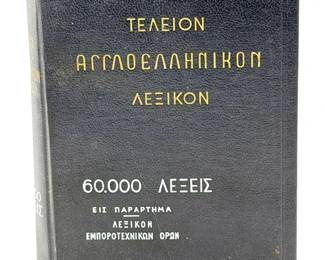 ΤΕΛΕΙΟΝ
ΑΓΓΛΟΕΛΛΗΝΙΚΟΝ
ΛΕΞΙΚΟΝ
60.000 ΛΕΞΕΙΣ
ΕΙΣ ΠΑΡΑΡΤΗΜΑ
ΛΕΞΙΚΟΝ
ΕΜΠΟΡΟΤΕΧΝΙΚΩΝ ΟΡΩΝ